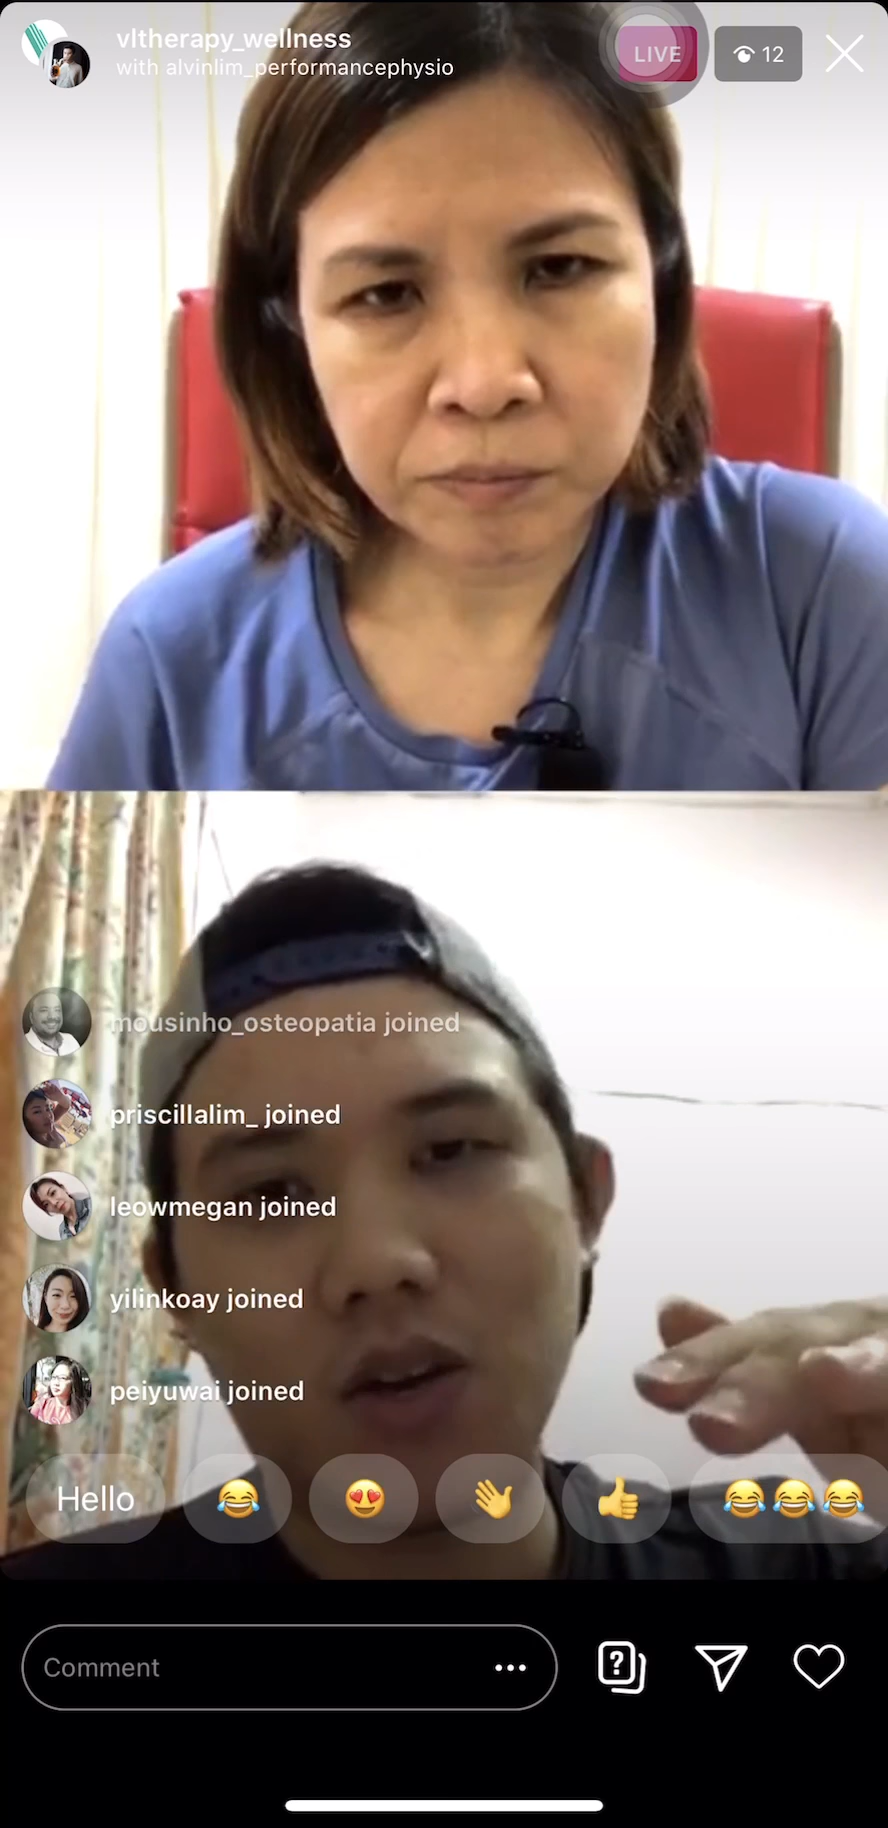 vltherapy_wellness
with alvinlim_performancephysio
LIVE
12
mousinho_osteopatia joined
priscillalim_ joined
leowmegan joined
yilinkoay joined
peiyuwai joined
Hello
Comment
?